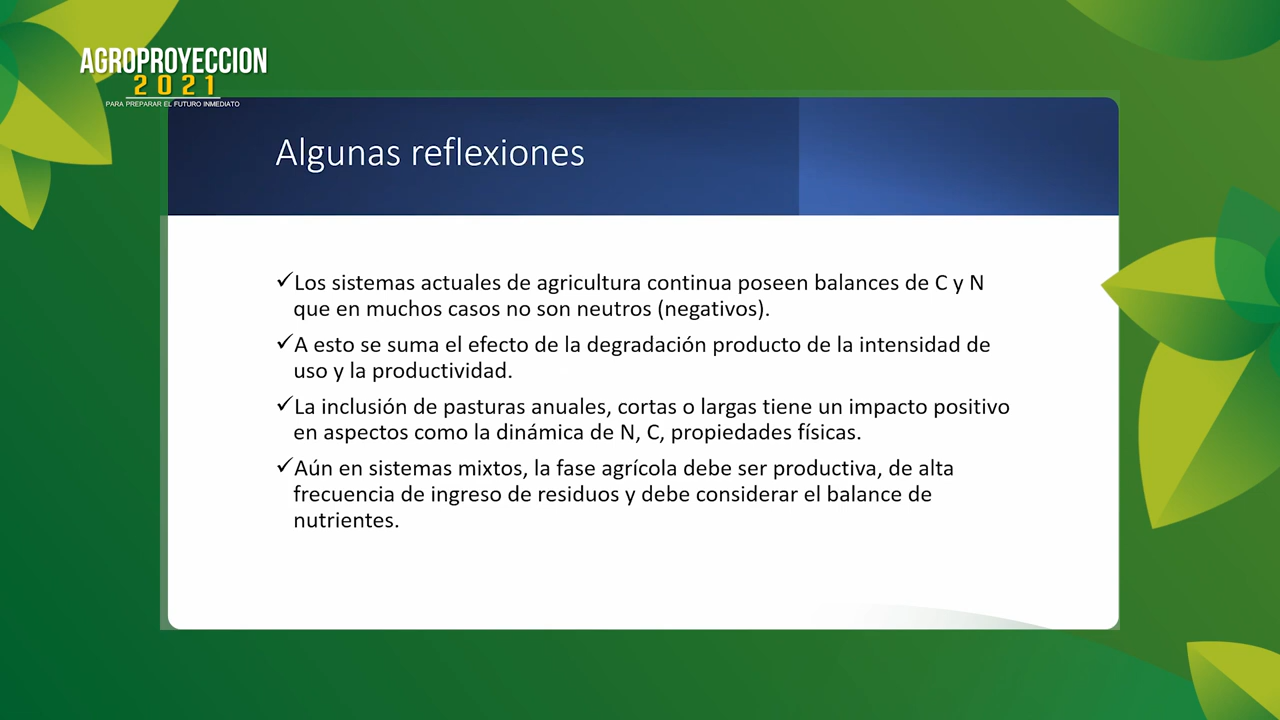 AGROPROYECCION
2021
PARA PREPARAR EL FUTURO INMEDIATO
Algunas reflexiones
✓Los sistemas actuales de agricultura continua poseen balances de C y N
que en muchos casos no son neutros (negativos).
✓A esto se suma el efecto de la degradación producto de la intensidad de
uso y la productividad.
✓La inclusión de pasturas anuales, cortas o largas tiene un impacto positivo
en aspectos como la dinámica de N, C, propiedades físicas.
✓Aún en sistemas mixtos, la fase agrícola debe ser productiva, de alta
frecuencia de ingreso de residuos y debe considerar el balance de
nutrientes.